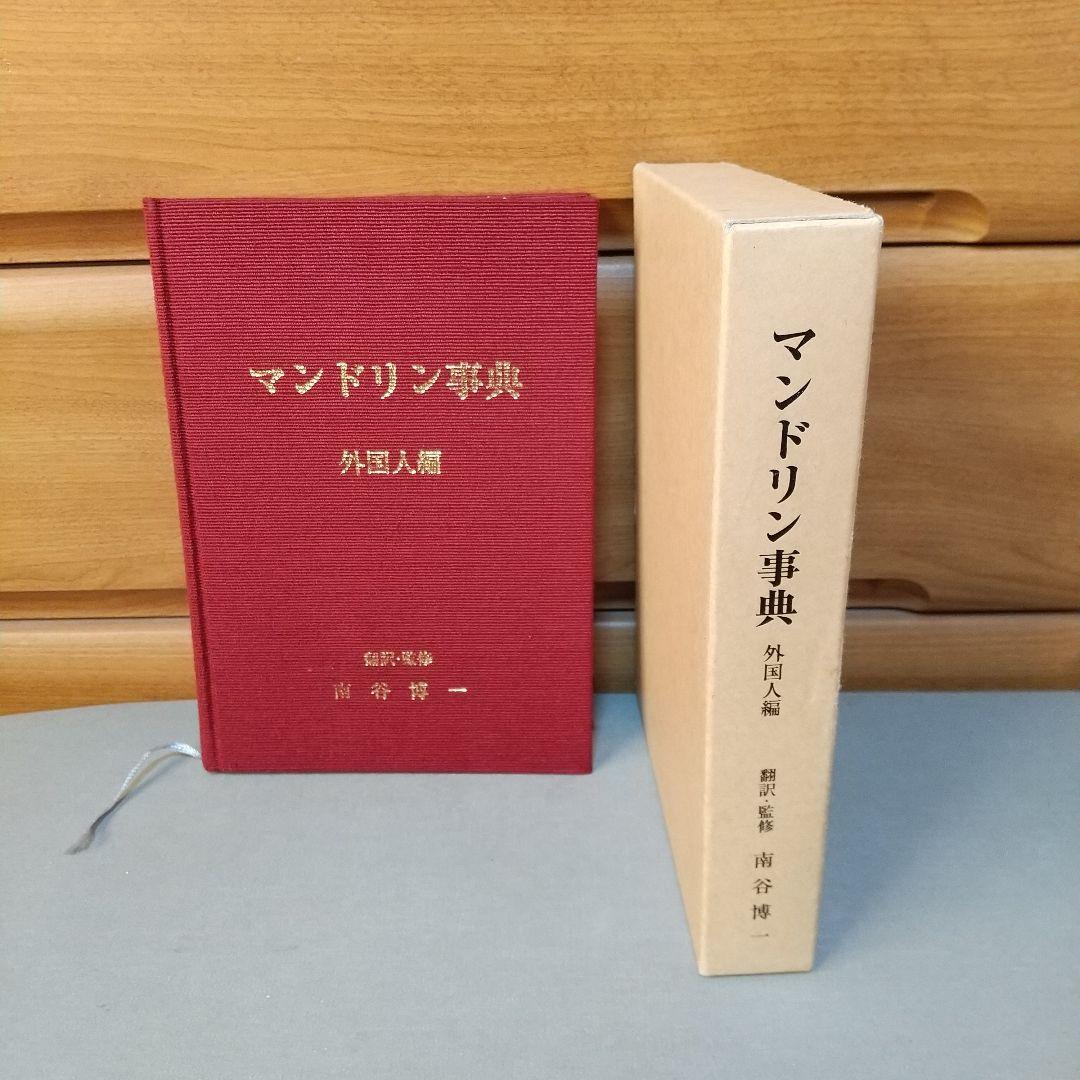 マンドリン事典
外国人編
翻訳・監修
南谷博一
マンドリン事典 外国人編 翻訳・監修 南谷博一